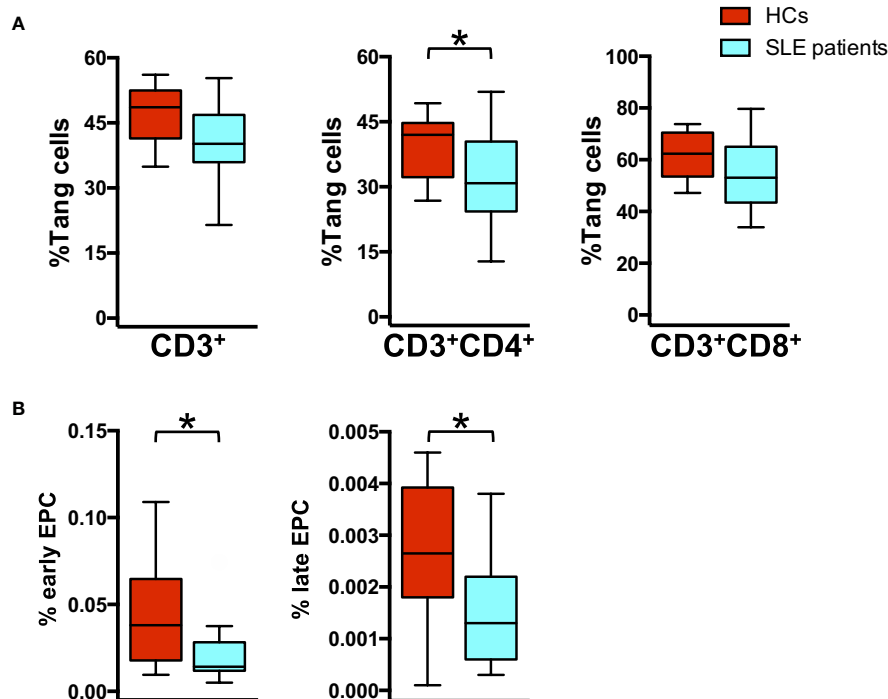 HCs
SLE patients
A
%Tang cells
60
45
30
15
0
CD3⁺
*
%Tang cells
60
45
30
15
0
CD3⁺CD4⁺
%Tang cells
100
80
60
40
20
0
CD3⁺CD8⁺
B
*
% early EPC
0.15
0.10
0.05
0.00
*
% late EPC
0.005
0.004
0.003
0.002
0.001
0.000